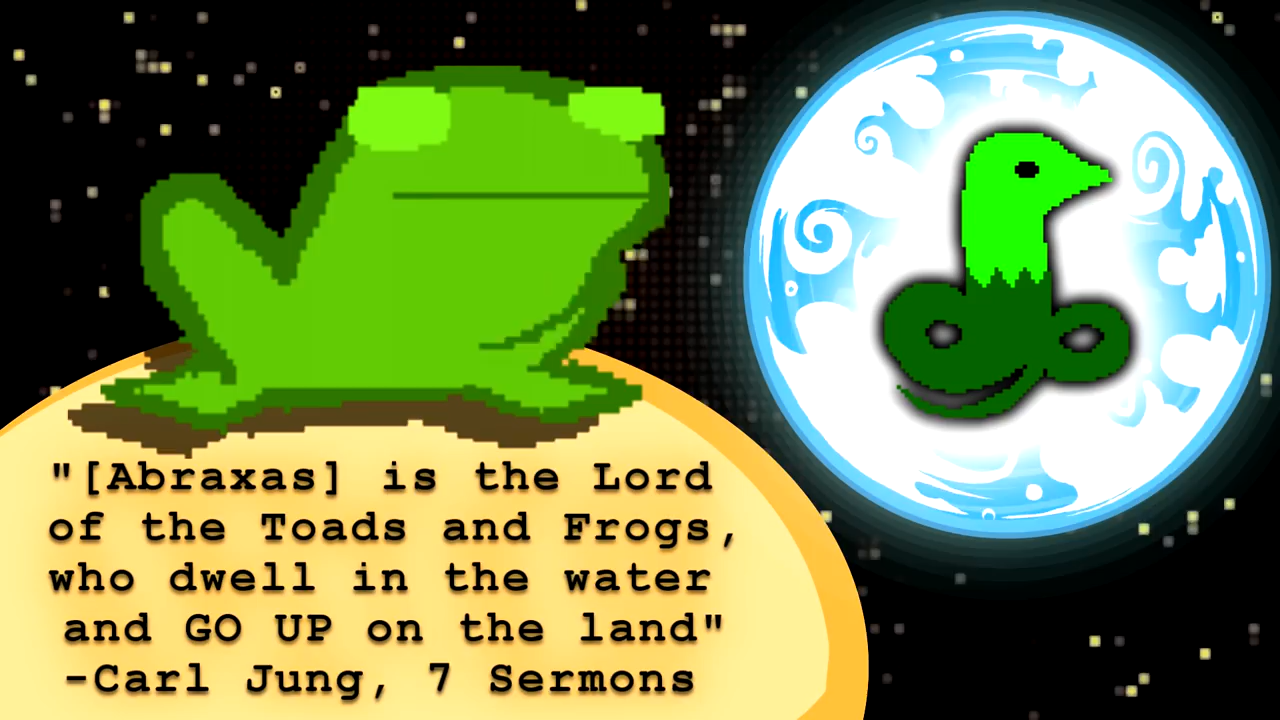 "[Abraxas] is the Lord
of the Toads and Frogs,
who dwell in the water
and GO UP on the land"
-Carl Jung, 7 Sermons